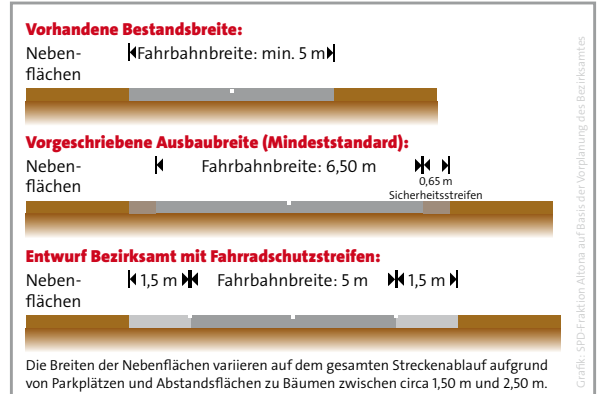 Vorhandene Bestandsbreite:
Neben-
flächen
Fahrbahnbreite: min. 5 m
Vorgeschriebene Ausbaubreite (Mindeststandard):
Neben-
flächen
Fahrbahnbreite: 6,50 m
0,65 m
Sicherheitsstreifen
Entwurf Bezirksamt mit Fahrradschutzstreifen:
Neben-
flächen
1,5 m
Fahrbahnbreite: 5 m
1,5 m
Die Breiten der Nebenflächen variieren auf dem gesamten Streckenablauf aufgrund
von Parkplätzen und Abstandsflächen zu Bäumen zwischen circa 1,50 m und 2,50 m.
Grafik: SPD-Fraktion Altona auf Basis der Vorplanung des Bezirksamtes